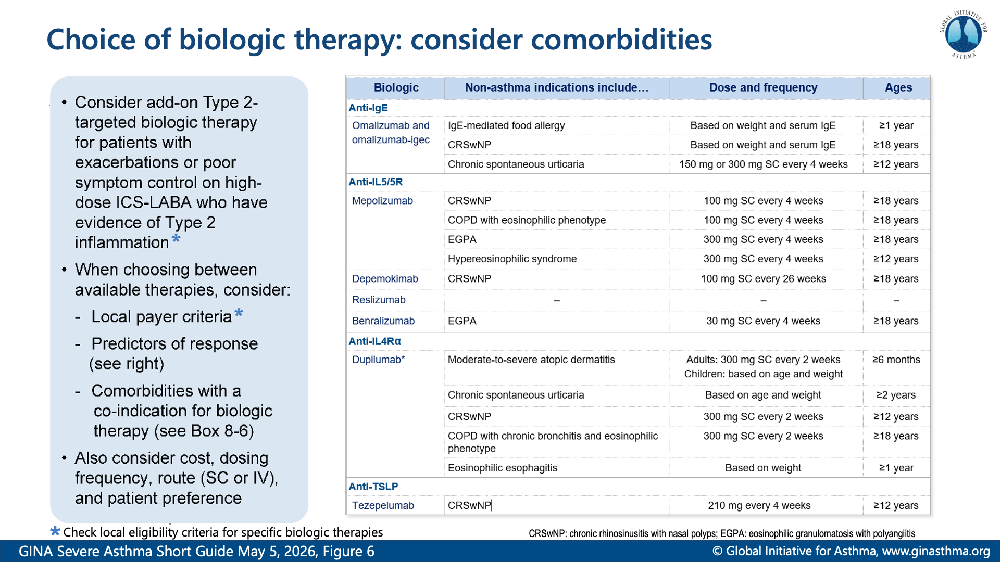 Choice of biologic therapy: consider comorbidities
GLOBAL INITIATIVE FOR
ASTHMA
• Consider add-on Type 2-
targeted biologic therapy
for patients with
exacerbations or poor
symptom control on high-
dose ICS-LABA who have
evidence of Type 2
inflammation*
• When choosing between
available therapies, consider:
- Local payer criteria*
- Predictors of response
(see right)
- Comorbidities with a
co-indication for biologic
therapy (see Box 8-6)
• Also consider cost, dosing
frequency, route (SC or IV),
and patient preference
Biologic Non-asthma indications include… Dose and frequency Ages
Anti-IgE
Omalizumab and IgE-mediated food allergy Based on weight and serum IgE ≥1 year
omalizumab-igec
CRSwNP Based on weight and serum IgE ≥18 years
Chronic spontaneous urticaria 150 mg or 300 mg SC every 4 weeks ≥12 years
Anti-IL5/5R
Mepolizumab CRSwNP 100 mg SC every 4 weeks ≥18 years
COPD with eosinophilic phenotype 100 mg SC every 4 weeks ≥18 years
EGPA 300 mg SC every 4 weeks ≥18 years
Hypereosinophilic syndrome 300 mg SC every 4 weeks ≥12 years
Depemokimab CRSwNP 100 mg SC every 26 weeks ≥18 years
Reslizumab – – –
Benralizumab EGPA 30 mg SC every 4 weeks ≥18 years
Anti-IL4Rα
Dupilumab* Moderate-to-severe atopic dermatitis Adults: 300 mg SC every 2 weeks ≥6 months
Children: based on age and weight
Chronic spontaneous urticaria Based on age and weight ≥2 years
CRSwNP 300 mg SC every 2 weeks ≥12 years
COPD with chronic bronchitis and eosinophilic 300 mg SC every 2 weeks ≥18 years
phenotype
Eosinophilic esophagitis Based on weight ≥1 year
Anti-TSLP
Tezepelumab CRSwNP 210 mg every 4 weeks ≥12 years
* Check local eligibility criteria for specific biologic therapies
CRSwNP: chronic rhinosinusitis with nasal polyps; EGPA: eosinophilic granulomatosis with polyangiitis
GINA Severe Asthma Short Guide May 5, 2026, Figure 6
© Global Initiative for Asthma, www.ginasthma.org